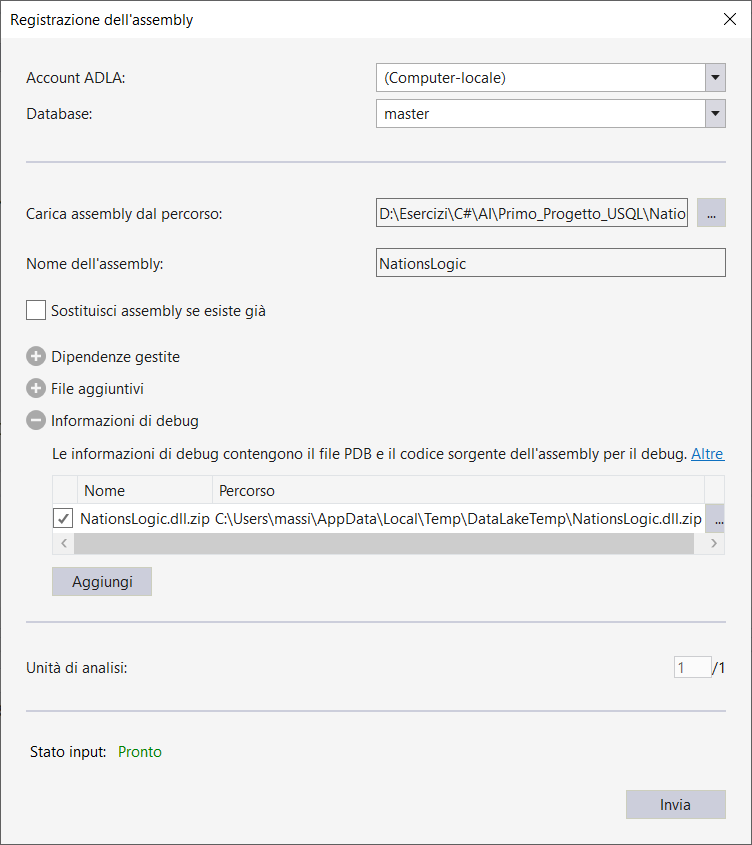 Registrazione dell'assembly
Account ADLA: (Computer-locale)
Database: master
Carica assembly dal percorso: D:\Esercizi\C#\AI\Primo_Progetto_USQL\Natio ...
Nome dell'assembly: NationsLogic
Sostituisci assembly se esiste già
Dipendenze gestite
File aggiuntivi
Informazioni di debug
Le informazioni di debug contengono il file PDB e il codice sorgente dell'assembly per il debug. Altre
Nome Percorso
NationsLogic.dll.zip C:\Users\massi\AppData\Local\Temp\DataLakeTemp\NationsLogic.dll.zip ...
Aggiungi
Unità di analisi: 1 /1
Stato input: Pronto
Invia